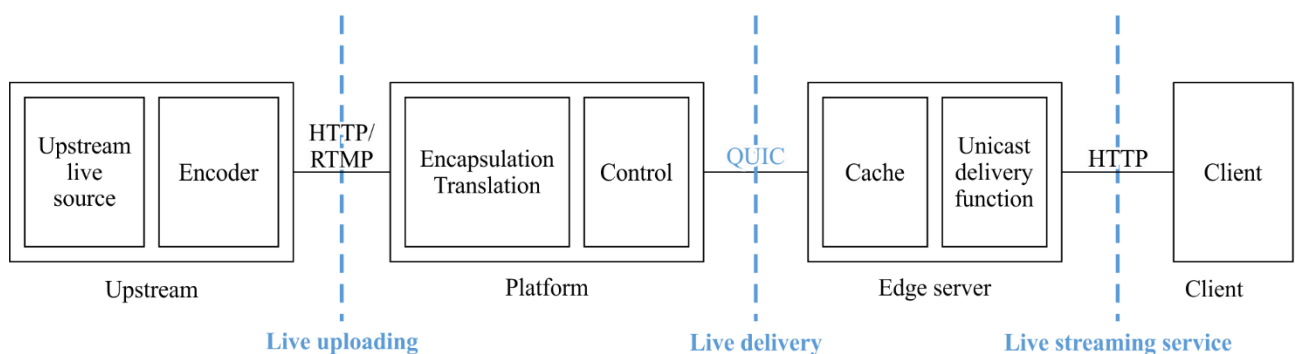 Upstream
live
source
Encoder
HTTP/
RTMP
Encapsulation
Translation
Control
QUIC
Cache
Unicast
delivery
function
HTTP
Client
Upstream
Platform
Edge server
Client
Live uploading
Live delivery
Live streaming service